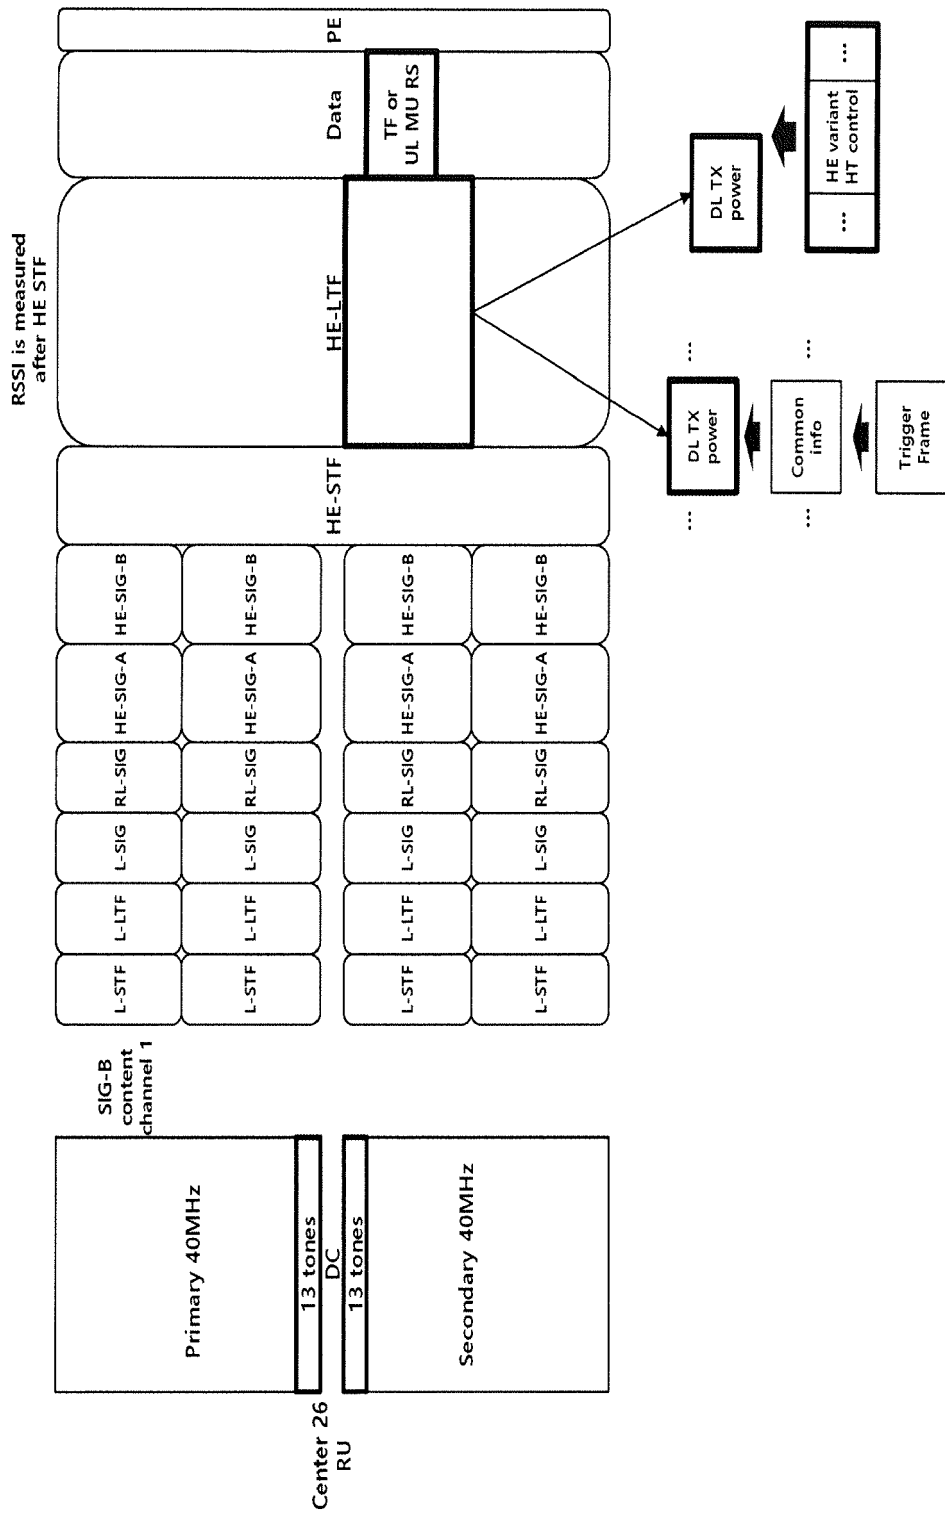 RSSI is measured
after HE STF
SIG-B
content
channel 1
Primary 40MHz
13 tones
DC
13 tones
Secondary 40MHz
Center 26
RU
L-STF
L-LTF
L-SIG
RL-SIG
HE-SIG-A
HE-SIG-B
L-STF
L-LTF
L-SIG
RL-SIG
HE-SIG-A
HE-SIG-B
L-STF
L-LTF
L-SIG
RL-SIG
HE-SIG-A
HE-SIG-B
L-STF
L-LTF
L-SIG
RL-SIG
HE-SIG-A
HE-SIG-B
HE-STF
HE-LTF
Data
PE
TF or
UL MU RS
...
DL TX
power
...
...
Common
info
...
Trigger
Frame
DL TX
power
...
HE variant
HT control
...